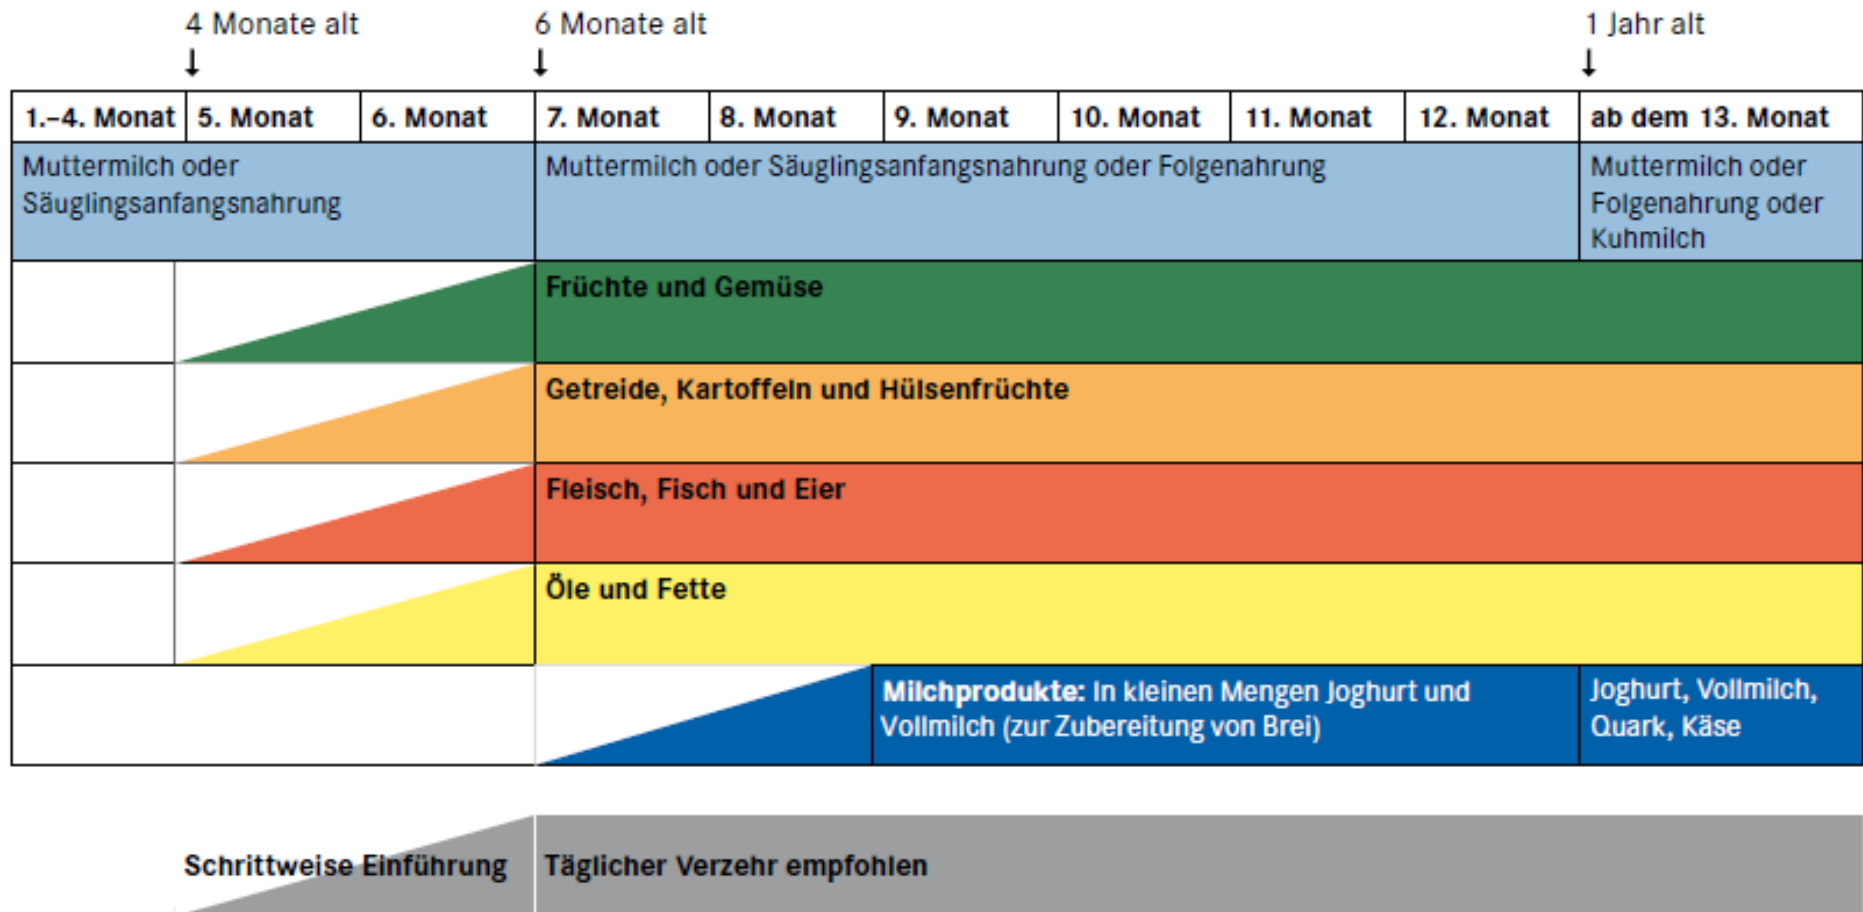 4 Monate alt
6 Monate alt
1 Jahr alt
1.–4. Monat
5. Monat
6. Monat
7. Monat
8. Monat
9. Monat
10. Monat
11. Monat
12. Monat
ab dem 13. Monat
Muttermilch oder
Säuglingsanfangsnahrung
Muttermilch oder Säuglingsanfangsnahrung oder Folgenahrung
Muttermilch oder
Folgenahrung oder
Kuhmilch
Früchte und Gemüse
Getreide, Kartoffeln und Hülsenfrüchte
Fleisch, Fisch und Eier
Öle und Fette
Milchprodukte: In kleinen Mengen Joghurt und
Vollmilch (zur Zubereitung von Brei)
Joghurt, Vollmilch,
Quark, Käse
Schrittweise Einführung
Täglicher Verzehr empfohlen